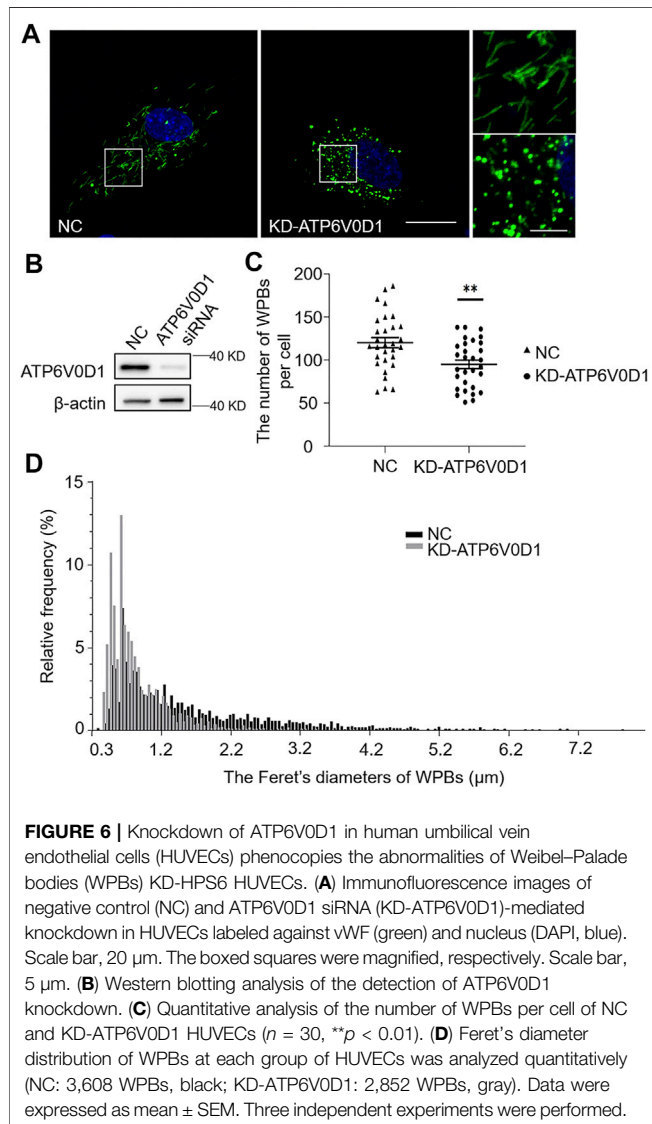 A
NC
KD-ATP6V0D1
B
NC
ATP6V0D1
siRNA
40 KD
ATP6V0D1
β-actin
40 KD
C
The number of WPBs
per cell
200
150
100
50
0
**
NC
KD-ATP6V0D1
NC
KD-ATP6V0D1
D
Relative frequency (%)
15
10
5
0
NC
KD-ATP6V0D1
0.3 1.2 2.2 3.2 4.2 5.2 6.2 7.2
The Feret's diameters of WPBs (μm)
FIGURE 6 | Knockdown of ATP6V0D1 in human umbilical vein
endothelial cells (HUVECs) phenocopies the abnormalities of Weibel–Palade
bodies (WPBs) KD-HPS6 HUVECs. (A) Immunofluorescence images of
negative control (NC) and ATP6V0D1 siRNA (KD-ATP6V0D1)-mediated
knockdown in HUVECs labeled against vWF (green) and nucleus (DAPI, blue).
Scale bar, 20 μm. The boxed squares were magnified, respectively. Scale bar,
5 μm. (B) Western blotting analysis of the detection of ATP6V0D1
knockdown. (C) Quantitative analysis of the number of WPBs per cell of NC
and KD-ATP6V0D1 HUVECs (n = 30, **p < 0.01). (D) Feret's diameter
distribution of WPBs at each group of HUVECs was analyzed quantitatively
(NC: 3,608 WPBs, black; KD-ATP6V0D1: 2,852 WPBs, gray). Data were
expressed as mean ± SEM. Three independent experiments were performed.